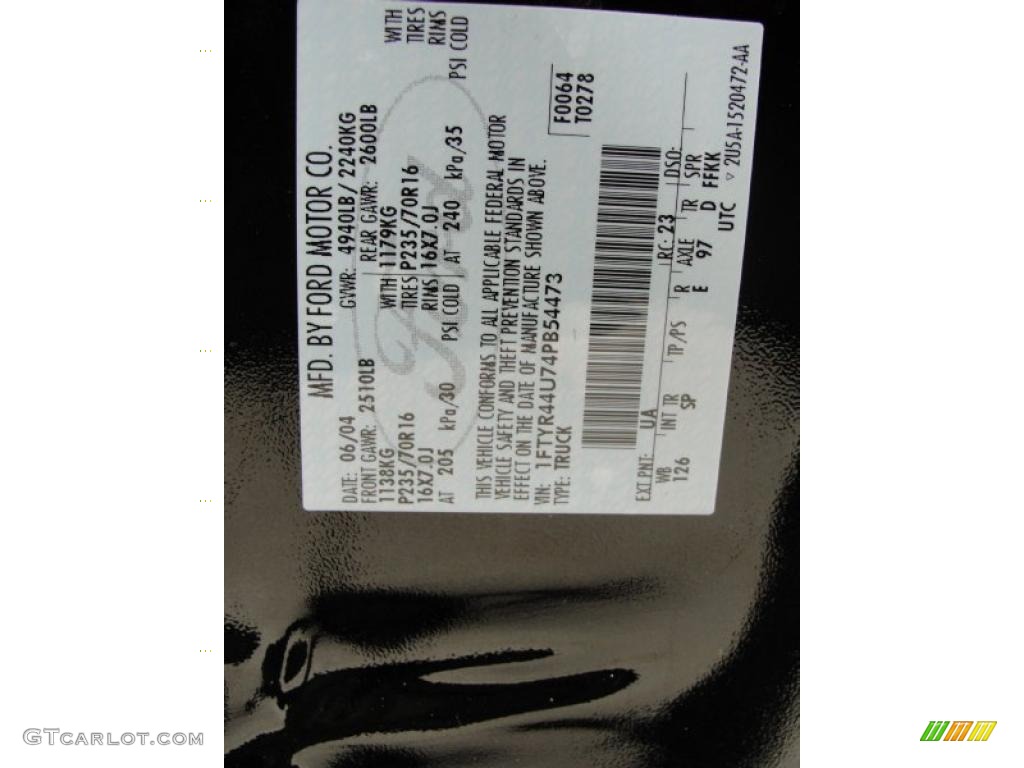 MFD. BY FORD MOTOR CO.
DATE: 06/04 GVWR: 4940LB/ 2240KG
FRONT GAWR: 2510LB REAR GAWR: 2600LB
1138KG WITH 1179KG WITH
P235/70R16 TIRES P235/70R16 TIRES
16X7.0J RIMS 16X7.0J RIMS
AT 205 kPa/30 PSI COLD AT 240 kPa/35 PSI COLD
Ford
THIS VEHICLE CONFORMS TO ALL APPLICABLE FEDERAL MOTOR
VEHICLE SAFETY AND THEFT PREVENTION STANDARDS IN
EFFECT ON THE DATE OF MANUFACTURE SHOWN ABOVE.
VIN: 1FTYR44U74PB54473 F0064
TYPE: TRUCK T0278
EXT PNT: UA RC: 23 DSO:
WB INT TR TP/PS R AXLE TR SPR
126 SP E 97 D FFKK
UTC
▽ 2U5A-1520472-AA
GTCARLOT.COM